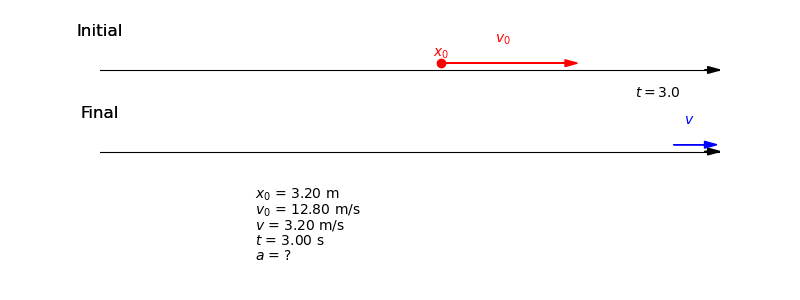 Initial
x₀
v₀
t = 3.0
Final
v
x₀ = 3.20 m
v₀ = 12.80 m/s
v = 3.20 m/s
t = 3.00 s
a = ?